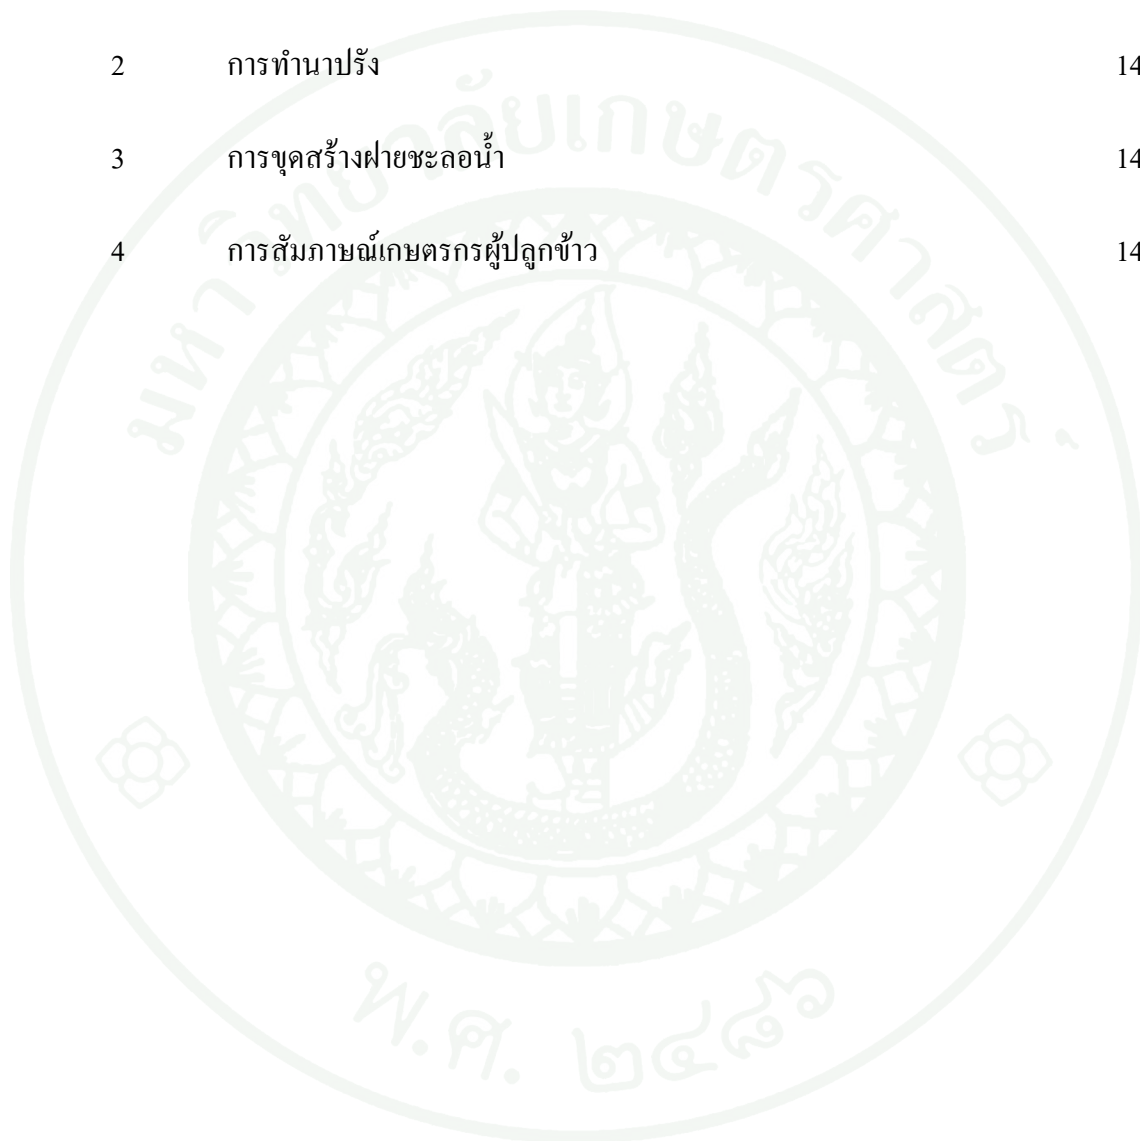 2 การทำนาปรัง 14
3 การขุดสร้างฝายชะลอน้ำ 14
4 การสัมภาษณ์เกษตรกรผู้ปลูกข้าว 14
มหาวิทยาลัยเกษตรศาสตร์
พ.ศ. ๒๔๘๖